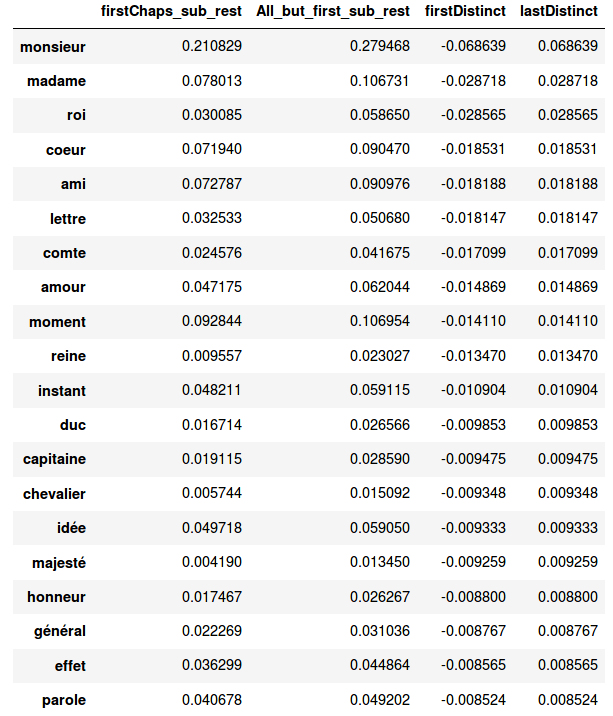 firstChaps_sub_rest All_but_first_sub_rest firstDistinct lastDistinct
monsieur 0.210829 0.279468 -0.068639 0.068639
madame 0.078013 0.106731 -0.028718 0.028718
roi 0.030085 0.058650 -0.028565 0.028565
coeur 0.071940 0.090470 -0.018531 0.018531
ami 0.072787 0.090976 -0.018188 0.018188
lettre 0.032533 0.050680 -0.018147 0.018147
comte 0.024576 0.041675 -0.017099 0.017099
amour 0.047175 0.062044 -0.014869 0.014869
moment 0.092844 0.106954 -0.014110 0.014110
reine 0.009557 0.023027 -0.013470 0.013470
instant 0.048211 0.059115 -0.010904 0.010904
duc 0.016714 0.026566 -0.009853 0.009853
capitaine 0.019115 0.028590 -0.009475 0.009475
chevalier 0.005744 0.015092 -0.009348 0.009348
idée 0.049718 0.059050 -0.009333 0.009333
majesté 0.004190 0.013450 -0.009259 0.009259
honneur 0.017467 0.026267 -0.008800 0.008800
général 0.022269 0.031036 -0.008767 0.008767
effet 0.036299 0.044864 -0.008565 0.008565
parole 0.040678 0.049202 -0.008524 0.008524